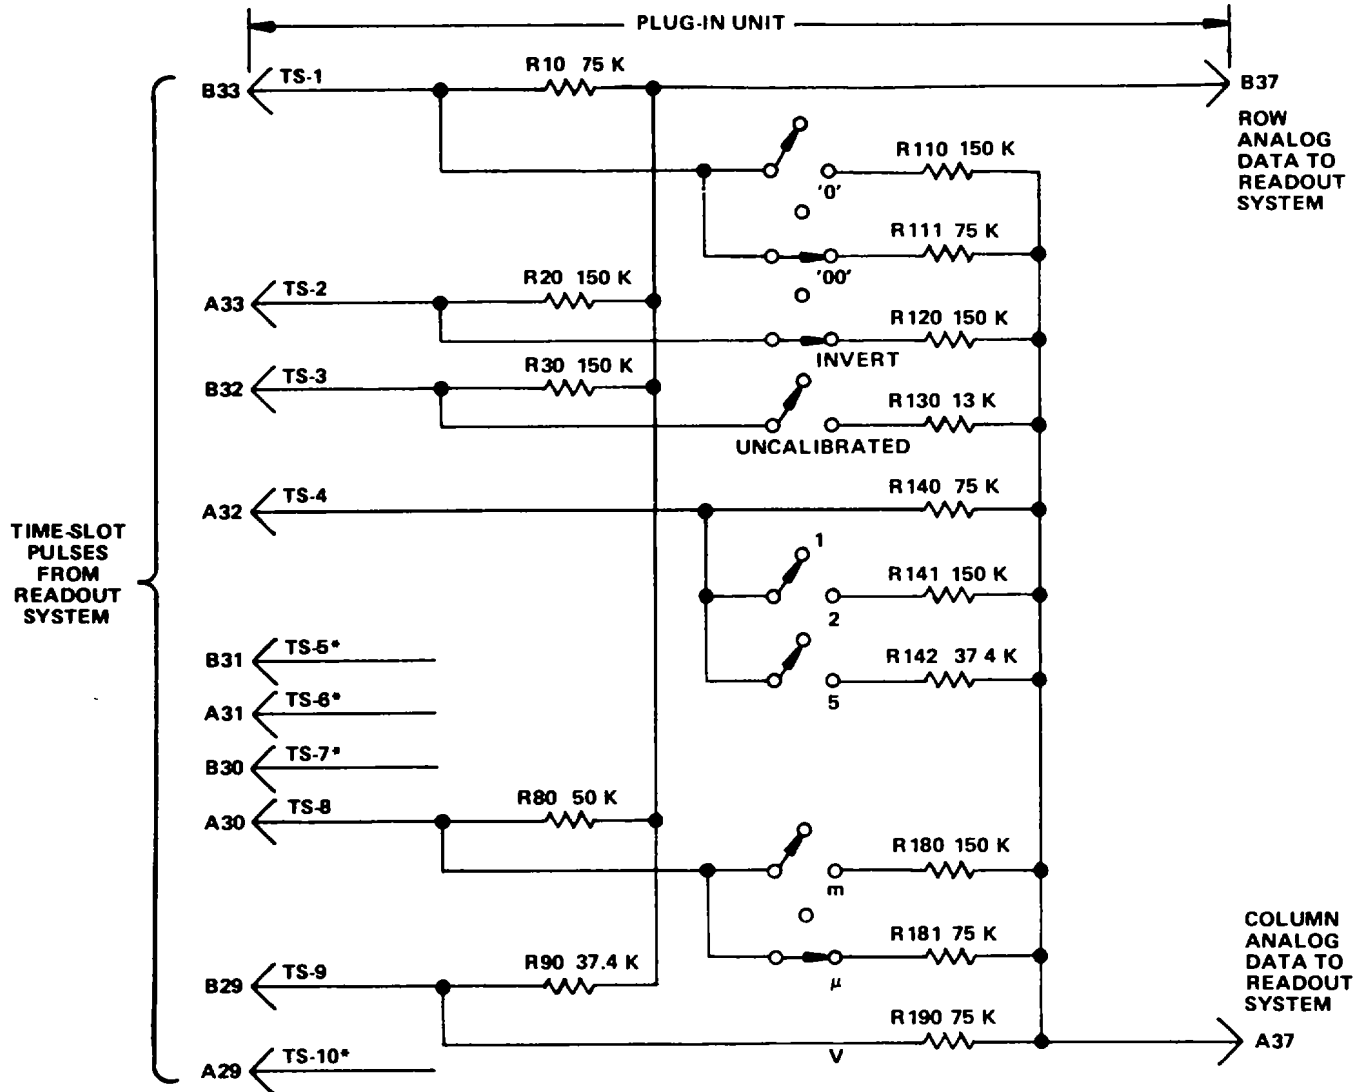 PLUG-IN UNIT
B33 TS-1 R10 75 K B37
ROW
ANALOG
DATA TO
READOUT
SYSTEM
R110 150 K
'0'
R111 75 K
'00'
A33 TS-2 R20 150 K
R120 150 K
INVERT
B32 TS-3 R30 150 K
R130 13 K
UNCALIBRATED
A32 TS-4 R140 75 K
TIME-SLOT
PULSES
FROM
READOUT
SYSTEM
1
R141 150 K
2
R142 37 4 K
5
B31 TS-5*
A31 TS-6*
B30 TS-7*
A30 TS-8 R80 50 K
R180 150 K
m
R181 75 K
μ
COLUMN
ANALOG
DATA TO
READOUT
SYSTEM
B29 TS-9 R90 37.4 K
R190 75 K
V
A37
A29 TS-10*